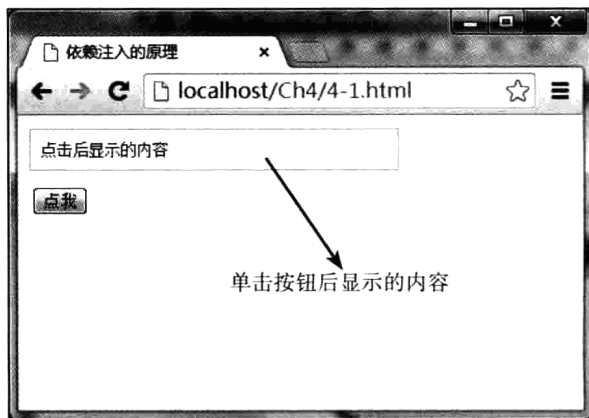 依赖注入的原理
localhost/Ch4/4-1.html
点击后显示的内容
点我
单击按钮后显示的内容